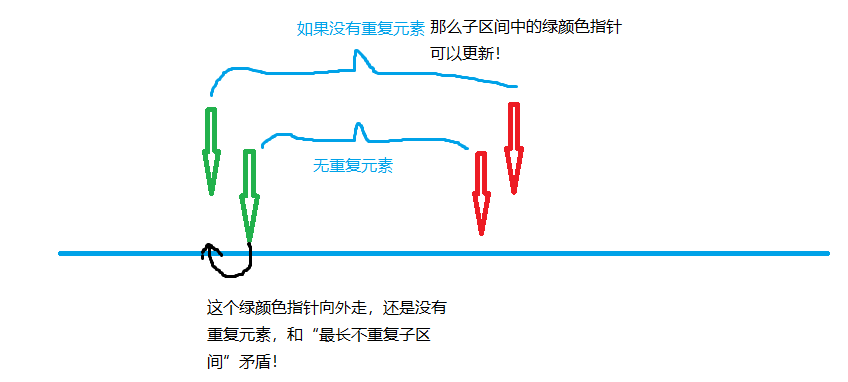 如果没有重复元素
那么子区间中的绿颜色指针
可以更新！
无重复元素
这个绿颜色指针向外走，还是没有
重复元素，和“最长不重复子区
间”矛盾！